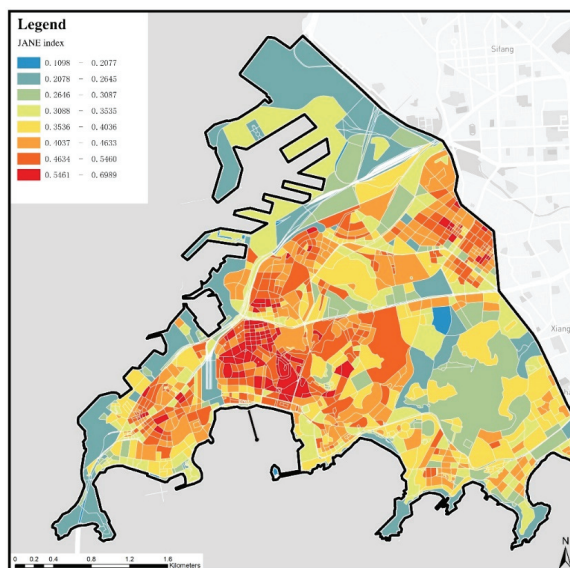 Legend
JANE index
0.1098 - 0.2077
0.2078 - 0.2645
0.2646 - 0.3087
0.3088 - 0.3535
0.3536 - 0.4036
0.4037 - 0.4633
0.4634 - 0.5460
0.5461 - 0.6989
Sifang
Xiang
N
0 0.2 0.4 0.8 1.2 1.6
Kilometers